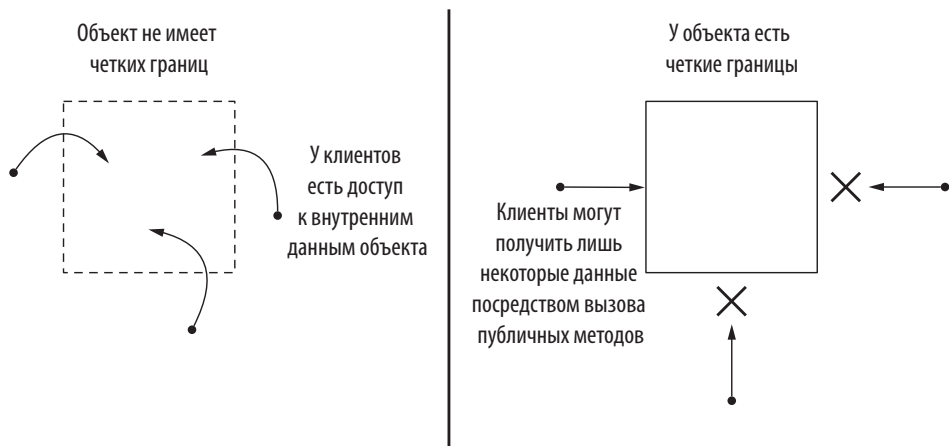 Объект не имеет
четких границ
У клиентов
есть доступ
к внутренним
данным объекта
У объекта есть
четкие границы
Клиенты могут
получить лишь
некоторые данные
посредством вызова
публичных методов